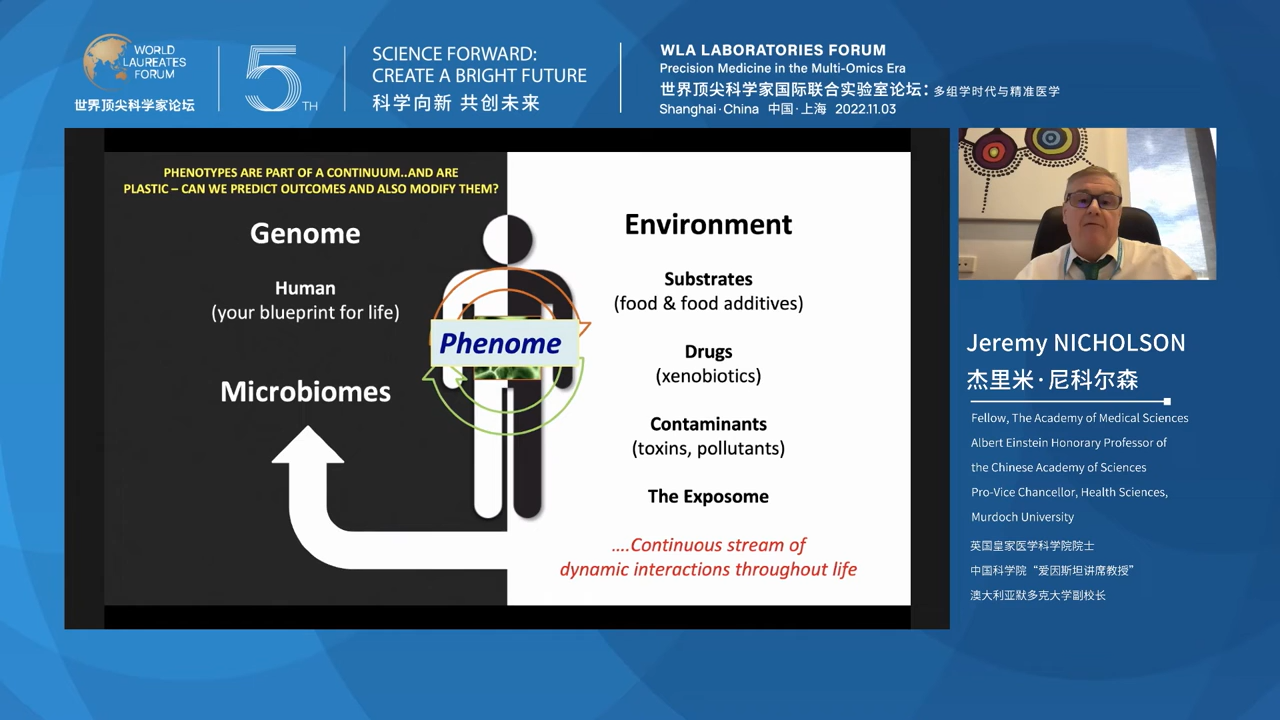 WORLD
LAUREATES
FORUM
世界顶尖科学家论坛
5TH
SCIENCE FORWARD:
CREATE A BRIGHT FUTURE
科学向新 共创未来
WLA LABORATORIES FORUM
Precision Medicine in the Multi-Omics Era
世界顶尖科学家国际联合实验室论坛：多组学时代与精准医学
Shanghai·China 中国·上海 2022.11.03
PHENOTYPES ARE PART OF A CONTINUUM..AND ARE
PLASTIC – CAN WE PREDICT OUTCOMES AND ALSO MODIFY THEM?
Genome
Human
(your blueprint for life)
Microbiomes
Phenome
Environment
Substrates
(food & food additives)
Drugs
(xenobiotics)
Contaminants
(toxins, pollutants)
The Exposome
....Continuous stream of
dynamic interactions throughout life
Jeremy NICHOLSON
杰里米·尼科尔森
Fellow, The Academy of Medical Sciences
Albert Einstein Honorary Professor of
the Chinese Academy of Sciences
Pro-Vice Chancellor, Health Sciences,
Murdoch University
英国皇家医学科学院院士
中国科学院“爱因斯坦讲席教授”
澳大利亚默多克大学副校长